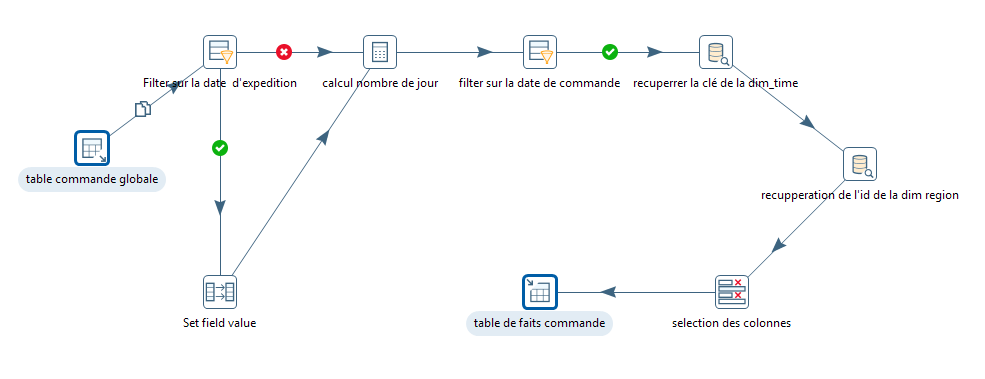 Filter sur la date  d'expedition
calcul nombre de jour
filter sur la date de commande
recuperrer la clé de la dim_time
table commande globale
recupperation de l'id de la dim region
Set field value
table de faits commande
selection des colonnes